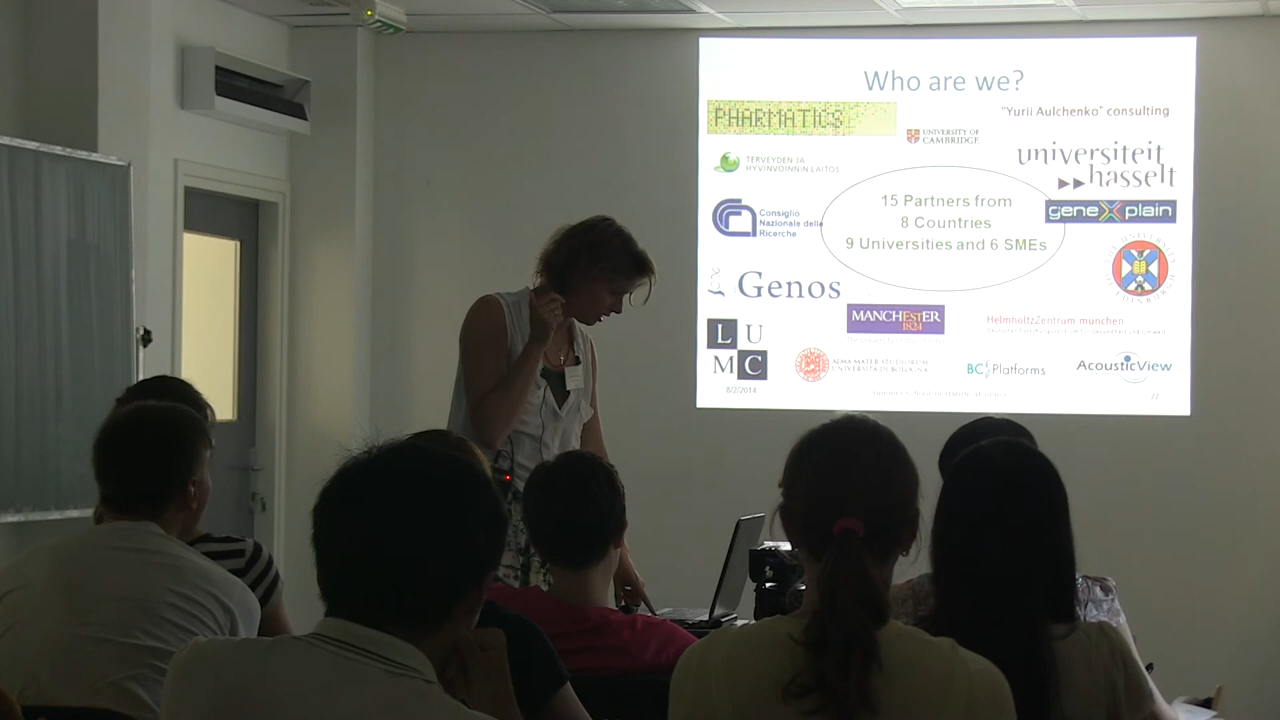 Who are we?
PHARMATICS
"Yurii Aulchenko" consulting
UNIVERSITY OF
CAMBRIDGE
TERVEYDEN JA
HYVINVOINNIN LAITOS
universiteit
hasselt
Consiglio
Nazionale delle
Ricerche
15 Partners from
8 Countries
9 Universities and 6 SMEs
geneXplain
Genos
MANCHESTER
1824
HelmholtzZentrum münchen
L U
M C
ALMA MATER STUDIORUM
UNIVERSITÀ DI BOLOGNA
BC Platforms
AcousticView
8/2/2014
22